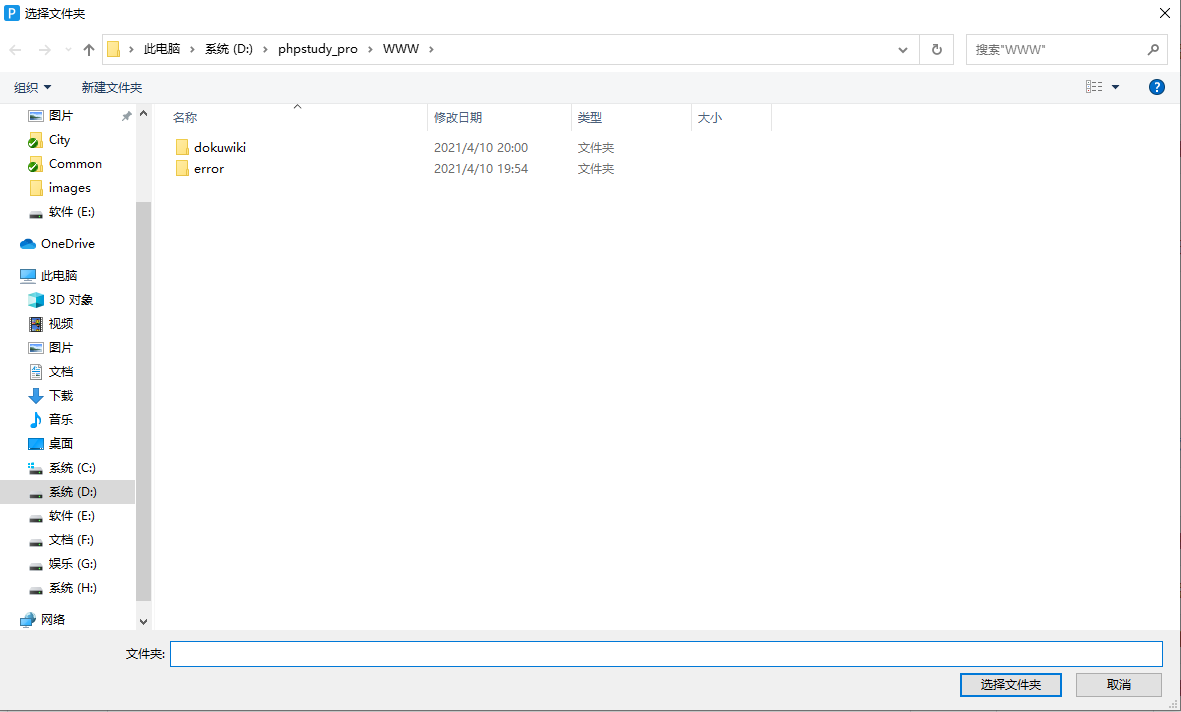 选择文件夹
此电脑 › 系统 (D:) › phpstudy_pro › WWW ›
搜索"WWW"
组织
新建文件夹
图片
City
Common
images
软件 (E:)
OneDrive
此电脑
3D 对象
视频
图片
文档
下载
音乐
桌面
系统 (C:)
系统 (D:)
软件 (E:)
文档 (F:)
娱乐 (G:)
系统 (H:)
网络
名称 修改日期 类型 大小
dokuwiki 2021/4/10 20:00 文件夹
error 2021/4/10 19:54 文件夹
文件夹:
选择文件夹 取消